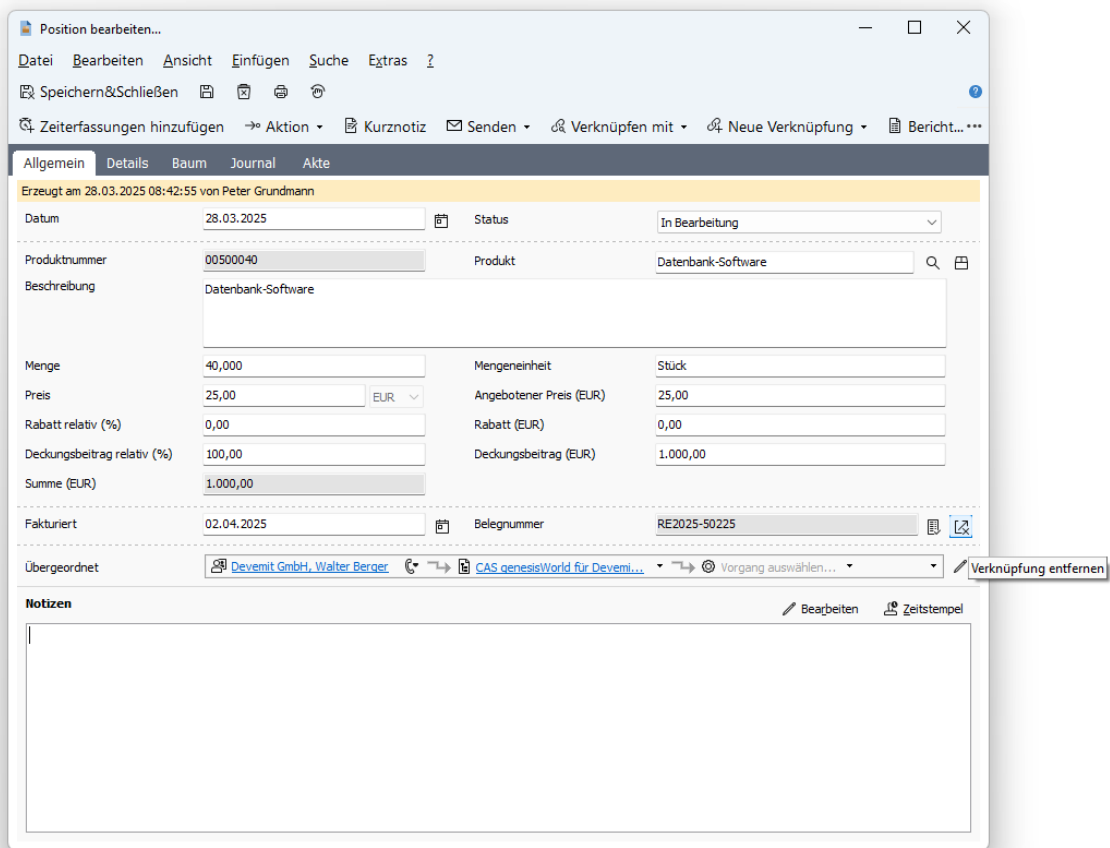 Position bearbeiten...
Datei Bearbeiten Ansicht Einfügen Suche Extras ?
Speichern&Schließen
Zeiterfassungen hinzufügen Aktion Kurznotiz Senden Verknüpfen mit Neue Verknüpfung Bericht... •••
Allgemein Details Baum Journal Akte
Erzeugt am 28.03.2025 08:42:55 von Peter Grundmann
Datum 28.03.2025 Status In Bearbeitung
Produktnummer 00500040 Produkt Datenbank-Software
Beschreibung Datenbank-Software
Menge 40,000 Mengeneinheit Stück
Preis 25,00 EUR Angebotener Preis (EUR) 25,00
Rabatt relativ (%) 0,00 Rabatt (EUR) 0,00
Deckungsbeitrag relativ (%) 100,00 Deckungsbeitrag (EUR) 1.000,00
Summe (EUR) 1.000,00
Fakturiert 02.04.2025 Belegnummer RE2025-50225
Übergeordnet Devemit GmbH, Walter Berger CAS genesisWorld für Devemi... Vorgang auswählen... Verknüpfung entfernen
Notizen Bearbeiten Zeitstempel